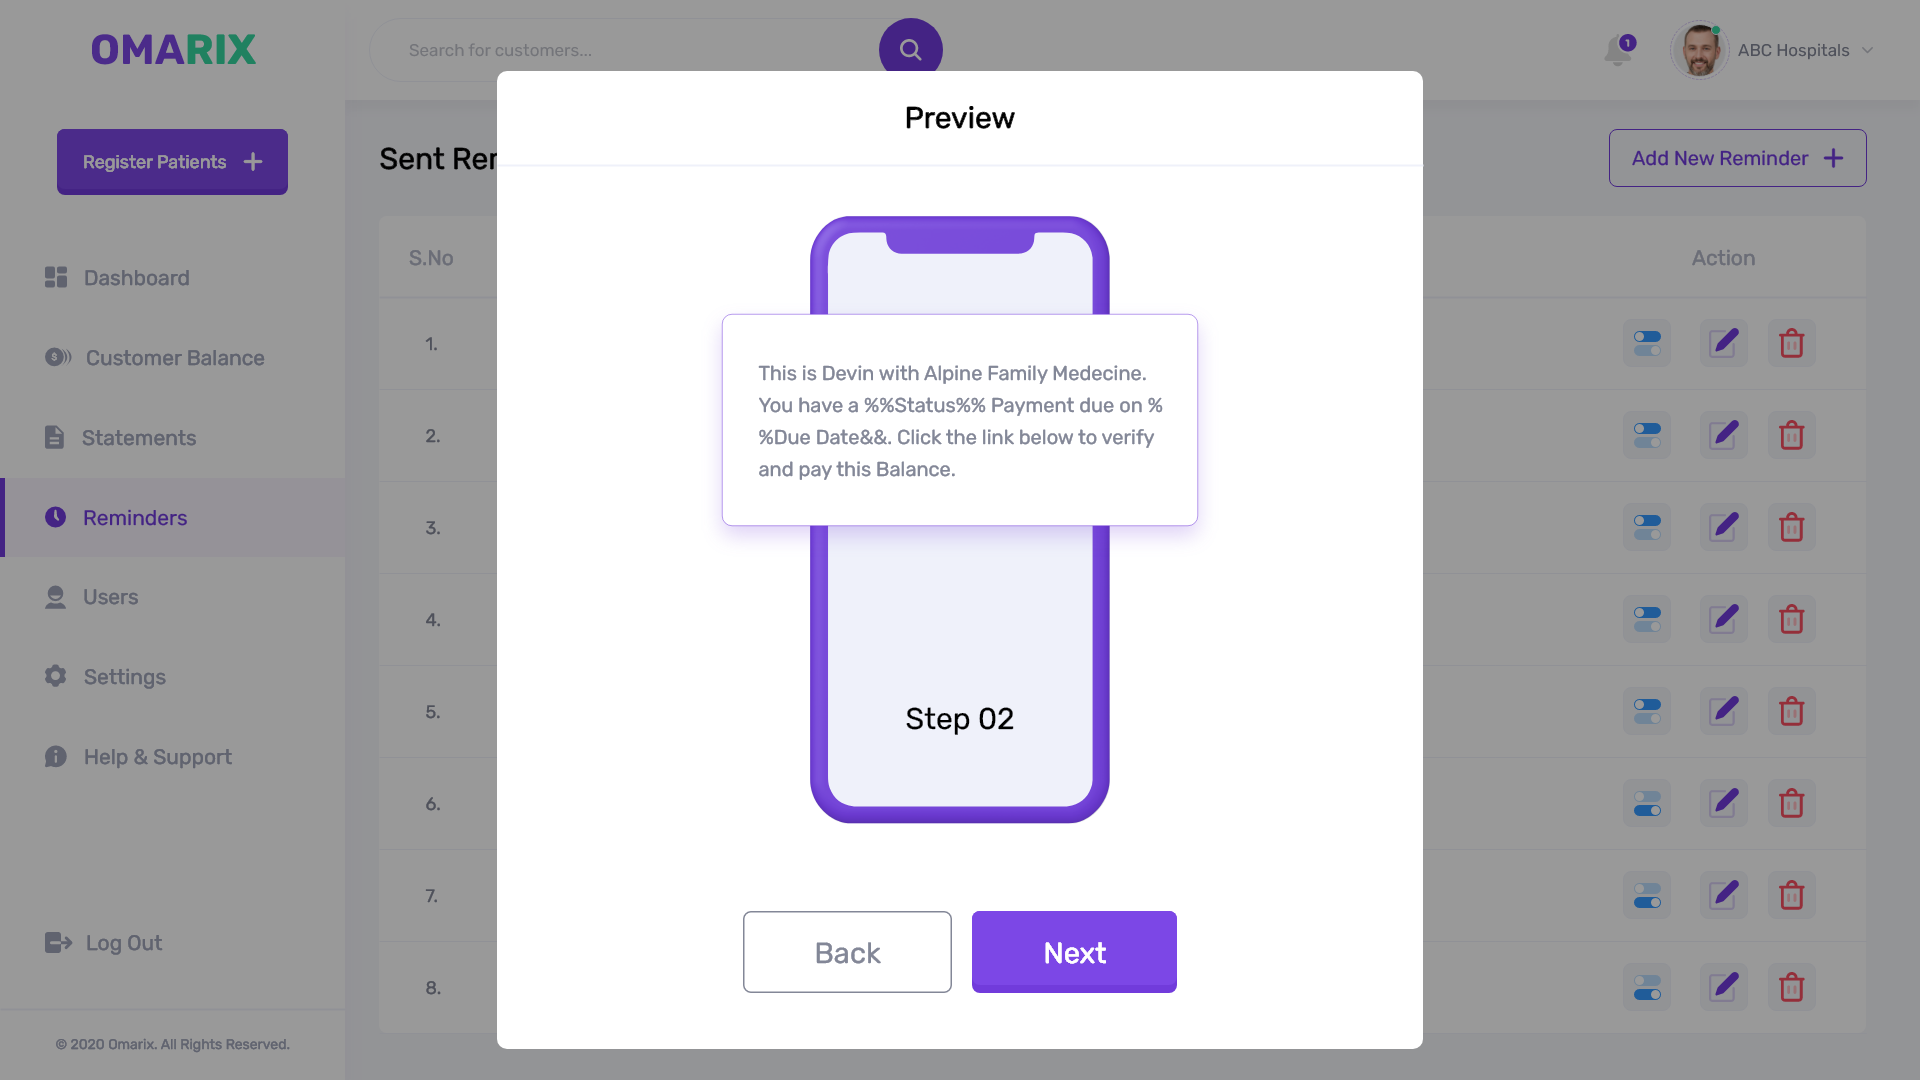 OMARIX
Search for customers...
1
ABC Hospitals
Register Patients
Dashboard
Customer Balance
$
Statements
Reminders
Users
Settings
Help & Support
Log Out
© 2020 Omarix. All Rights Reserved.
Sent Rem
Add New Reminder
S.No
Action
1.
2.
3.
4.
5.
6.
7.
8.
Preview
This is Devin with Alpine Family Medecine.
You have a %%Status%% Payment due on %
%Due Date&&. Click the link below to verify
and pay this Balance.
Step 02
Back
Next